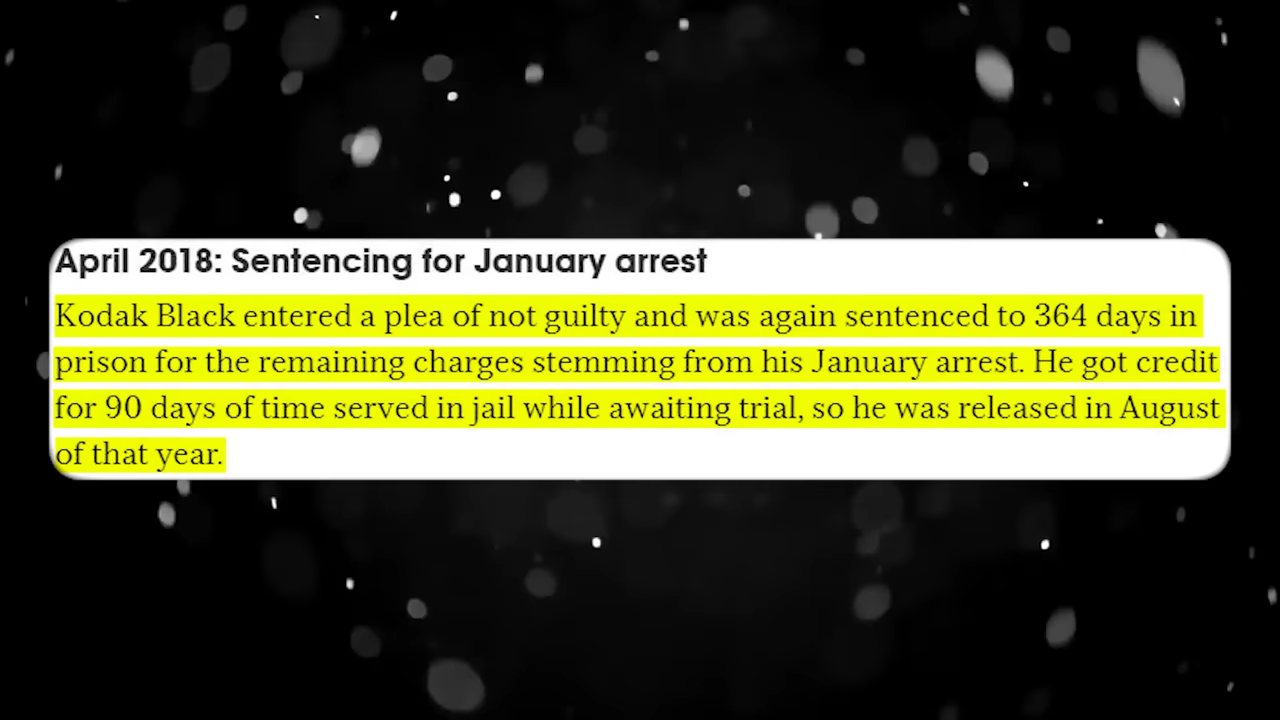 April 2018: Sentencing for January arrest
Kodak Black entered a plea of not guilty and was again sentenced to 364 days in
prison for the remaining charges stemming from his January arrest. He got credit
for 90 days of time served in jail while awaiting trial, so he was released in August
of that year.